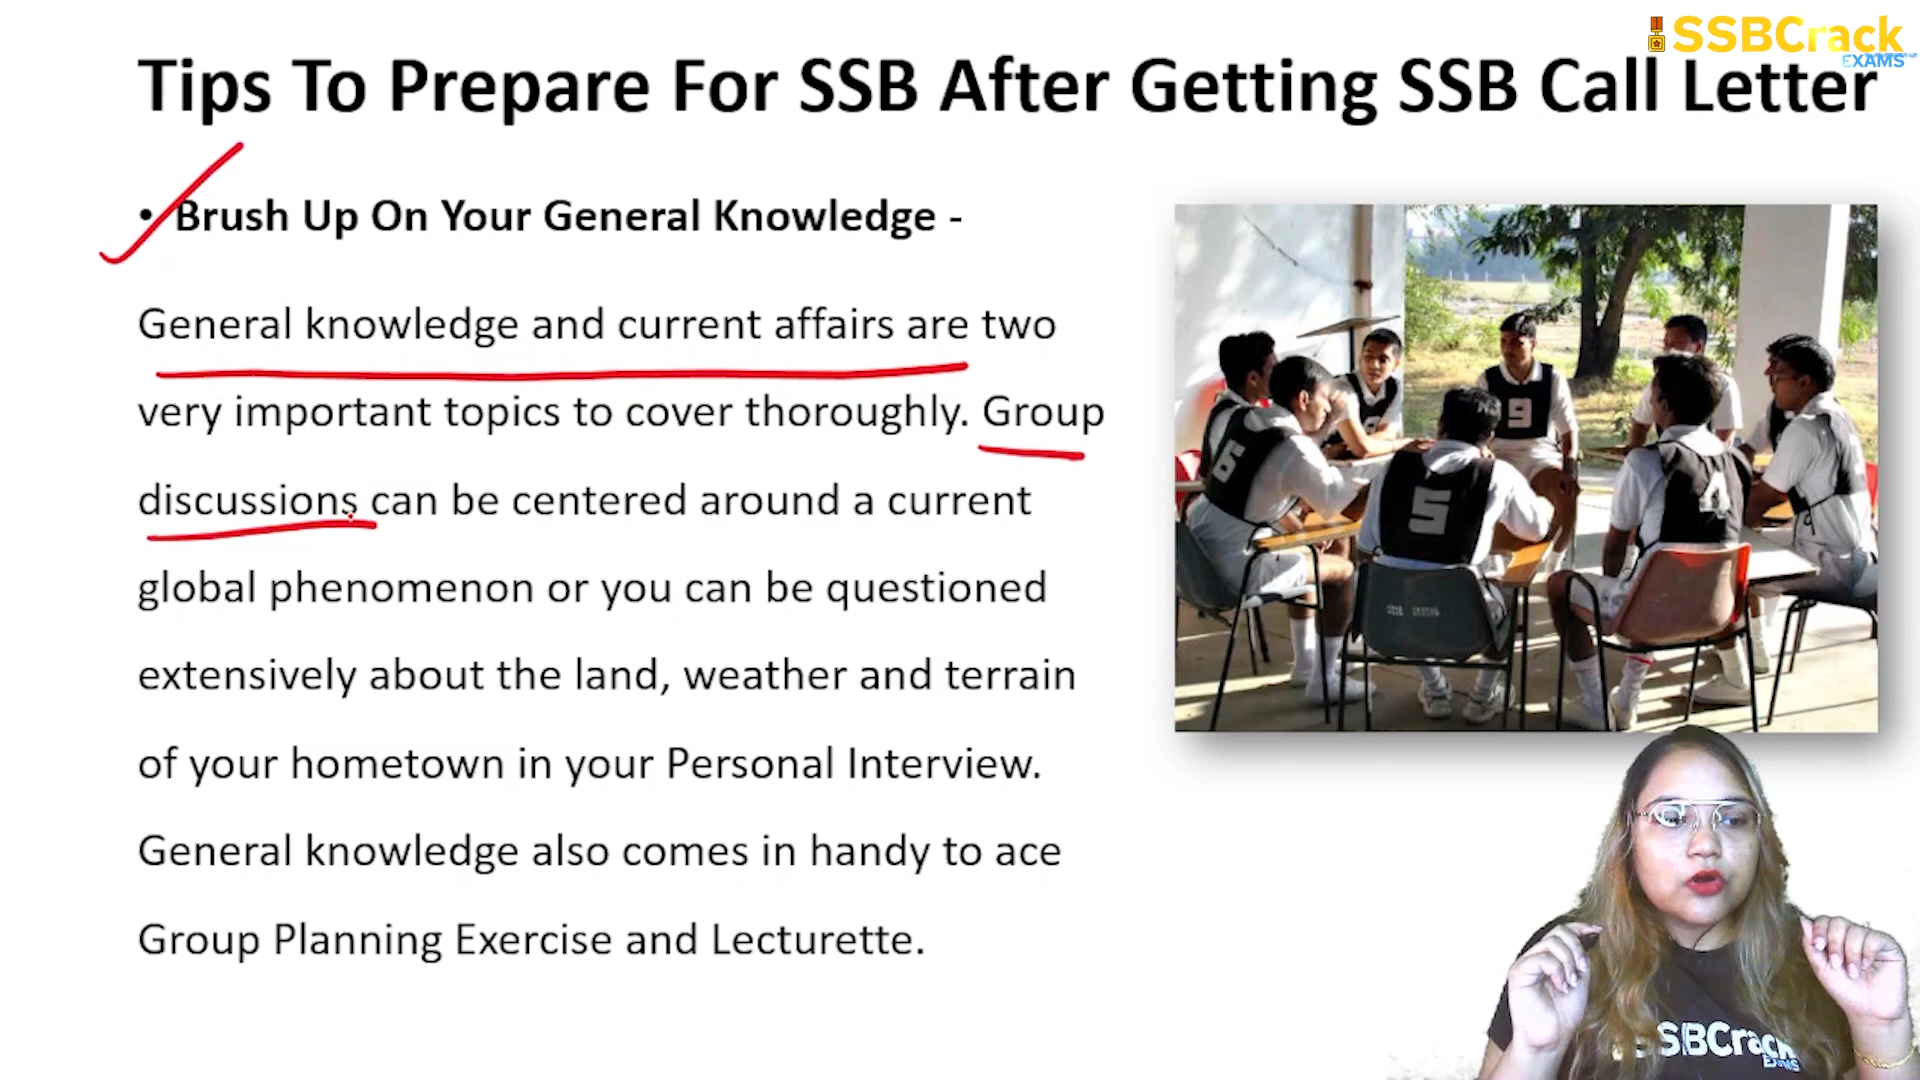 SSBCrack
EXAMS
Tips To Prepare For SSB After Getting SSB Call Letter
• Brush Up On Your General Knowledge -
General knowledge and current affairs are two
very important topics to cover thoroughly. Group
discussions can be centered around a current
global phenomenon or you can be questioned
extensively about the land, weather and terrain
of your hometown in your Personal Interview.
General knowledge also comes in handy to ace
Group Planning Exercise and Lecturette.
9
6
5
4
SBCrack
EXAMS